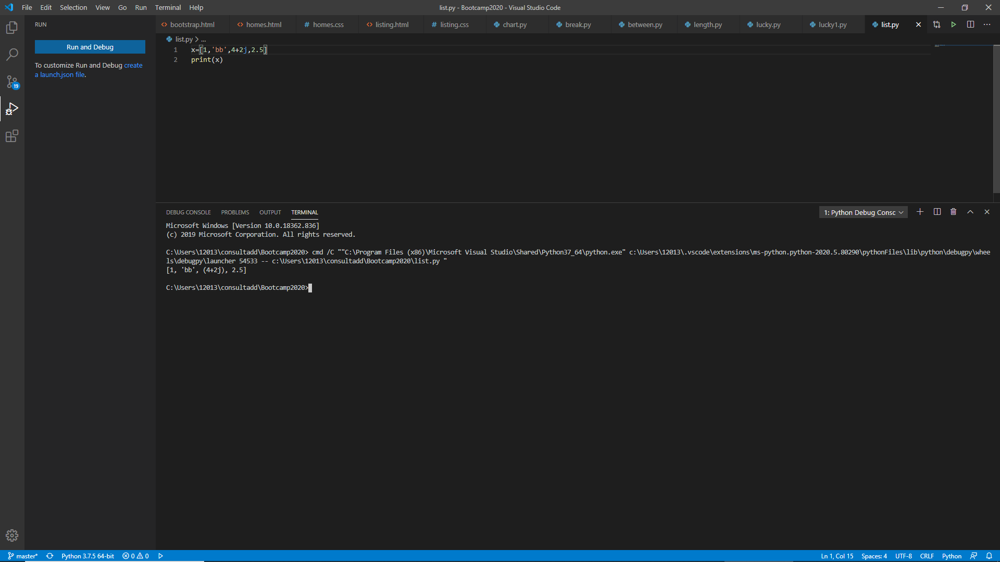 File Edit Selection View Go Run Terminal Help
list.py - Bootcamp2020 - Visual Studio Code
RUN
bootstrap.html homes.html homes.css listing.html listing.css chart.py break.py between.py length.py lucky.py lucky1.py list.py
Run and Debug
To customize Run and Debug create
a launch.json file.
19
list.py > ...
1 x=[1,'bb',4+2j,2.5]
2 print(x)
DEBUG CONSOLE PROBLEMS OUTPUT TERMINAL
1: Python Debug Consc
Microsoft Windows [Version 10.0.18362.836]
(c) 2019 Microsoft Corporation. All rights reserved.
C:\Users\12013\consultadd\Bootcamp2020> cmd /C ""C:\Program Files (x86)\Microsoft Visual Studio\Shared\Python37_64\python.exe" c:\Users\12013\.vscode\extensions\ms-python.python-2020.5.80290\pythonFiles\lib\python\debugpy\whee
ls\debugpy\launcher 54533 -- c:\Users\12013\consultadd\Bootcamp2020\list.py "
[1, 'bb', (4+2j), 2.5]
C:\Users\12013\consultadd\Bootcamp2020>
master* Python 3.7.5 64-bit 0 0
Ln 1, Col 15 Spaces: 4 UTF-8 CRLF Python